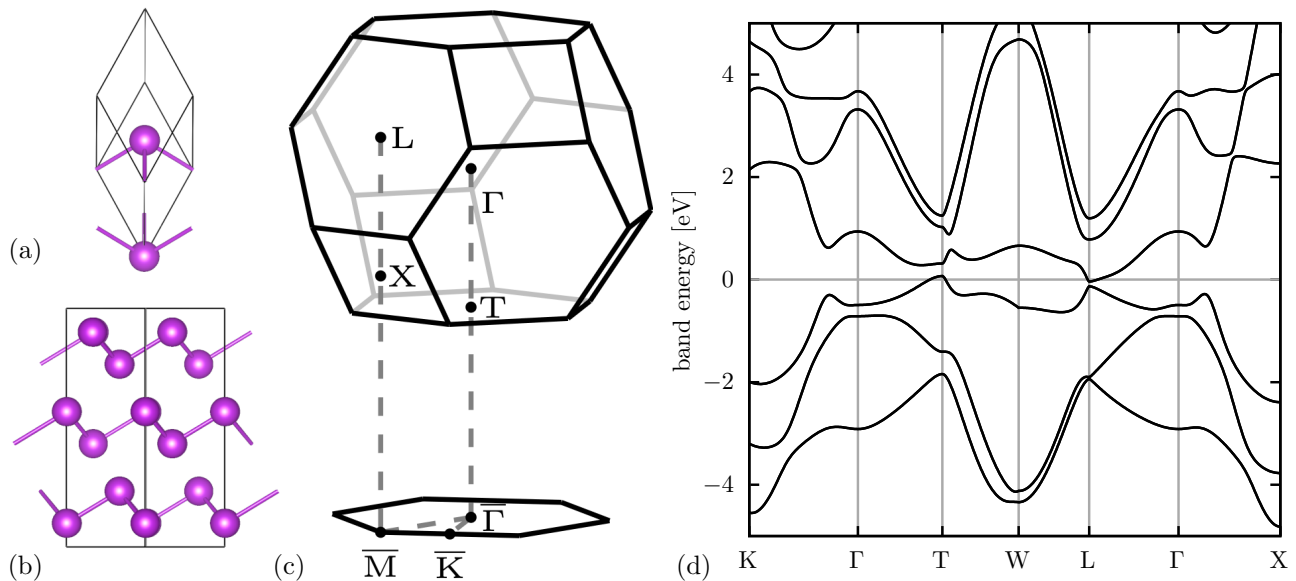 (a)
(b)
(c)
L
Γ
X
T
Γ̅
M̅
K̅
(d)
band energy [eV]
4
2
0
−2
−4
K Γ T W L Γ X